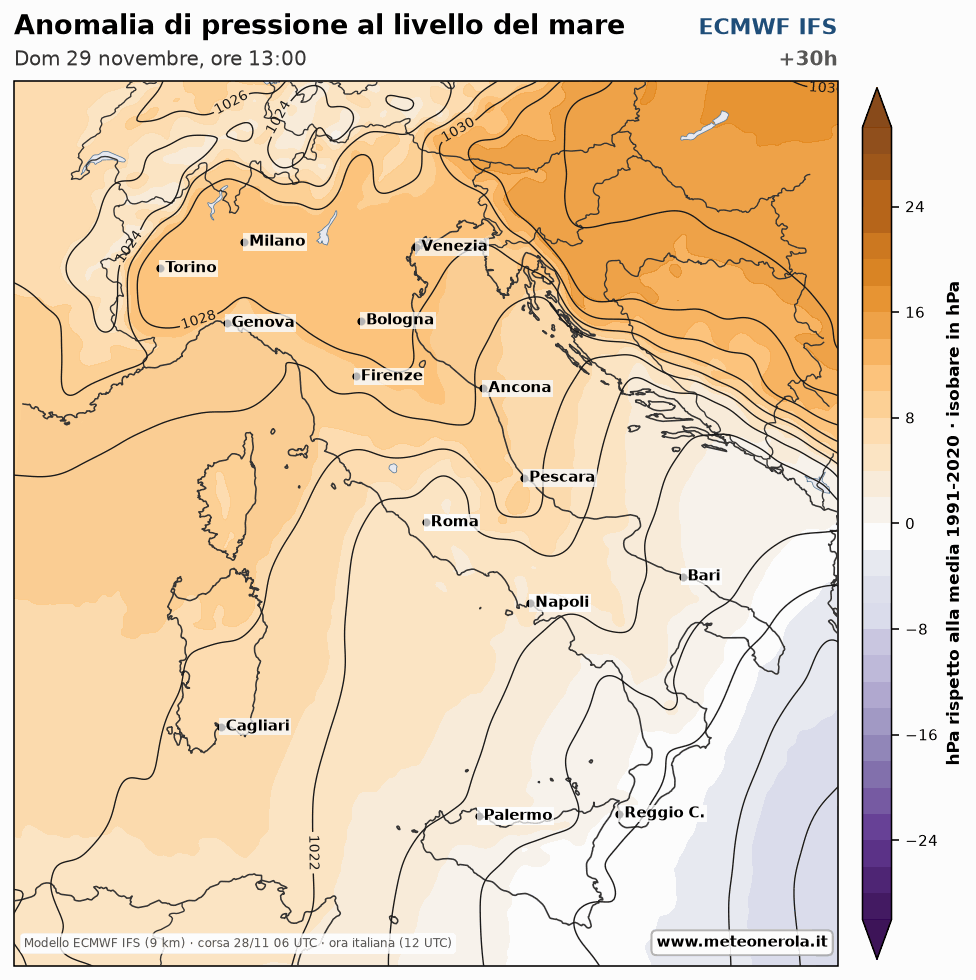 Anomalia di pressione al livello del mare
ECMWF IFS
Dom 29 novembre, ore 13:00
+30h
1026
1024
1030
103
1024
Milano
Venezia
Torino
1028
Genova
Bologna
Firenze
Ancona
Pescara
Roma
Bari
Napoli
Cagliari
Palermo
Reggio C.
1022
Modello ECMWF IFS (9 km) · corsa 28/11 06 UTC · ora italiana (12 UTC)
www.meteonerola.it
24
16
8
0
−8
−16
−24
hPa rispetto alla media 1991-2020 · isobare in hPa